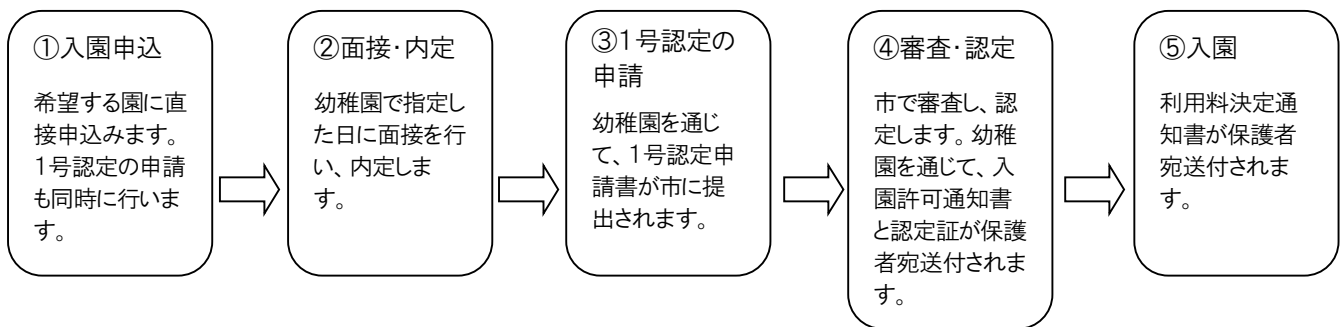 ①入園申込
希望する園に直
接申込みます。
1号認定の申請
も同時に行いま
す。
②面接・内定
幼稚園で指定し
た日に面接を行
い、内定しま
す。
③1号認定の
申請
幼稚園を通じ
て、1号認定申
請書が市に提
出されます。
④審査・認定
市で審査し、認
定します。幼稚
園を通じて、入
園許可通知書
と認定証が保護
者宛送付されま
す。
⑤入園
利用料決定通
知書が保護者
宛送付されま
す。